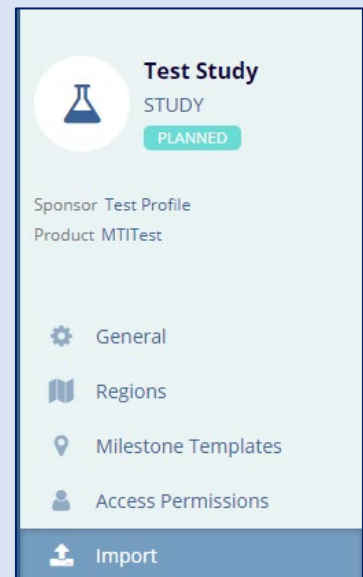 Test Study
STUDY
PLANNED
Sponsor Test Profile
Product MTITest
General
Regions
Milestone Templates
Access Permissions
Import